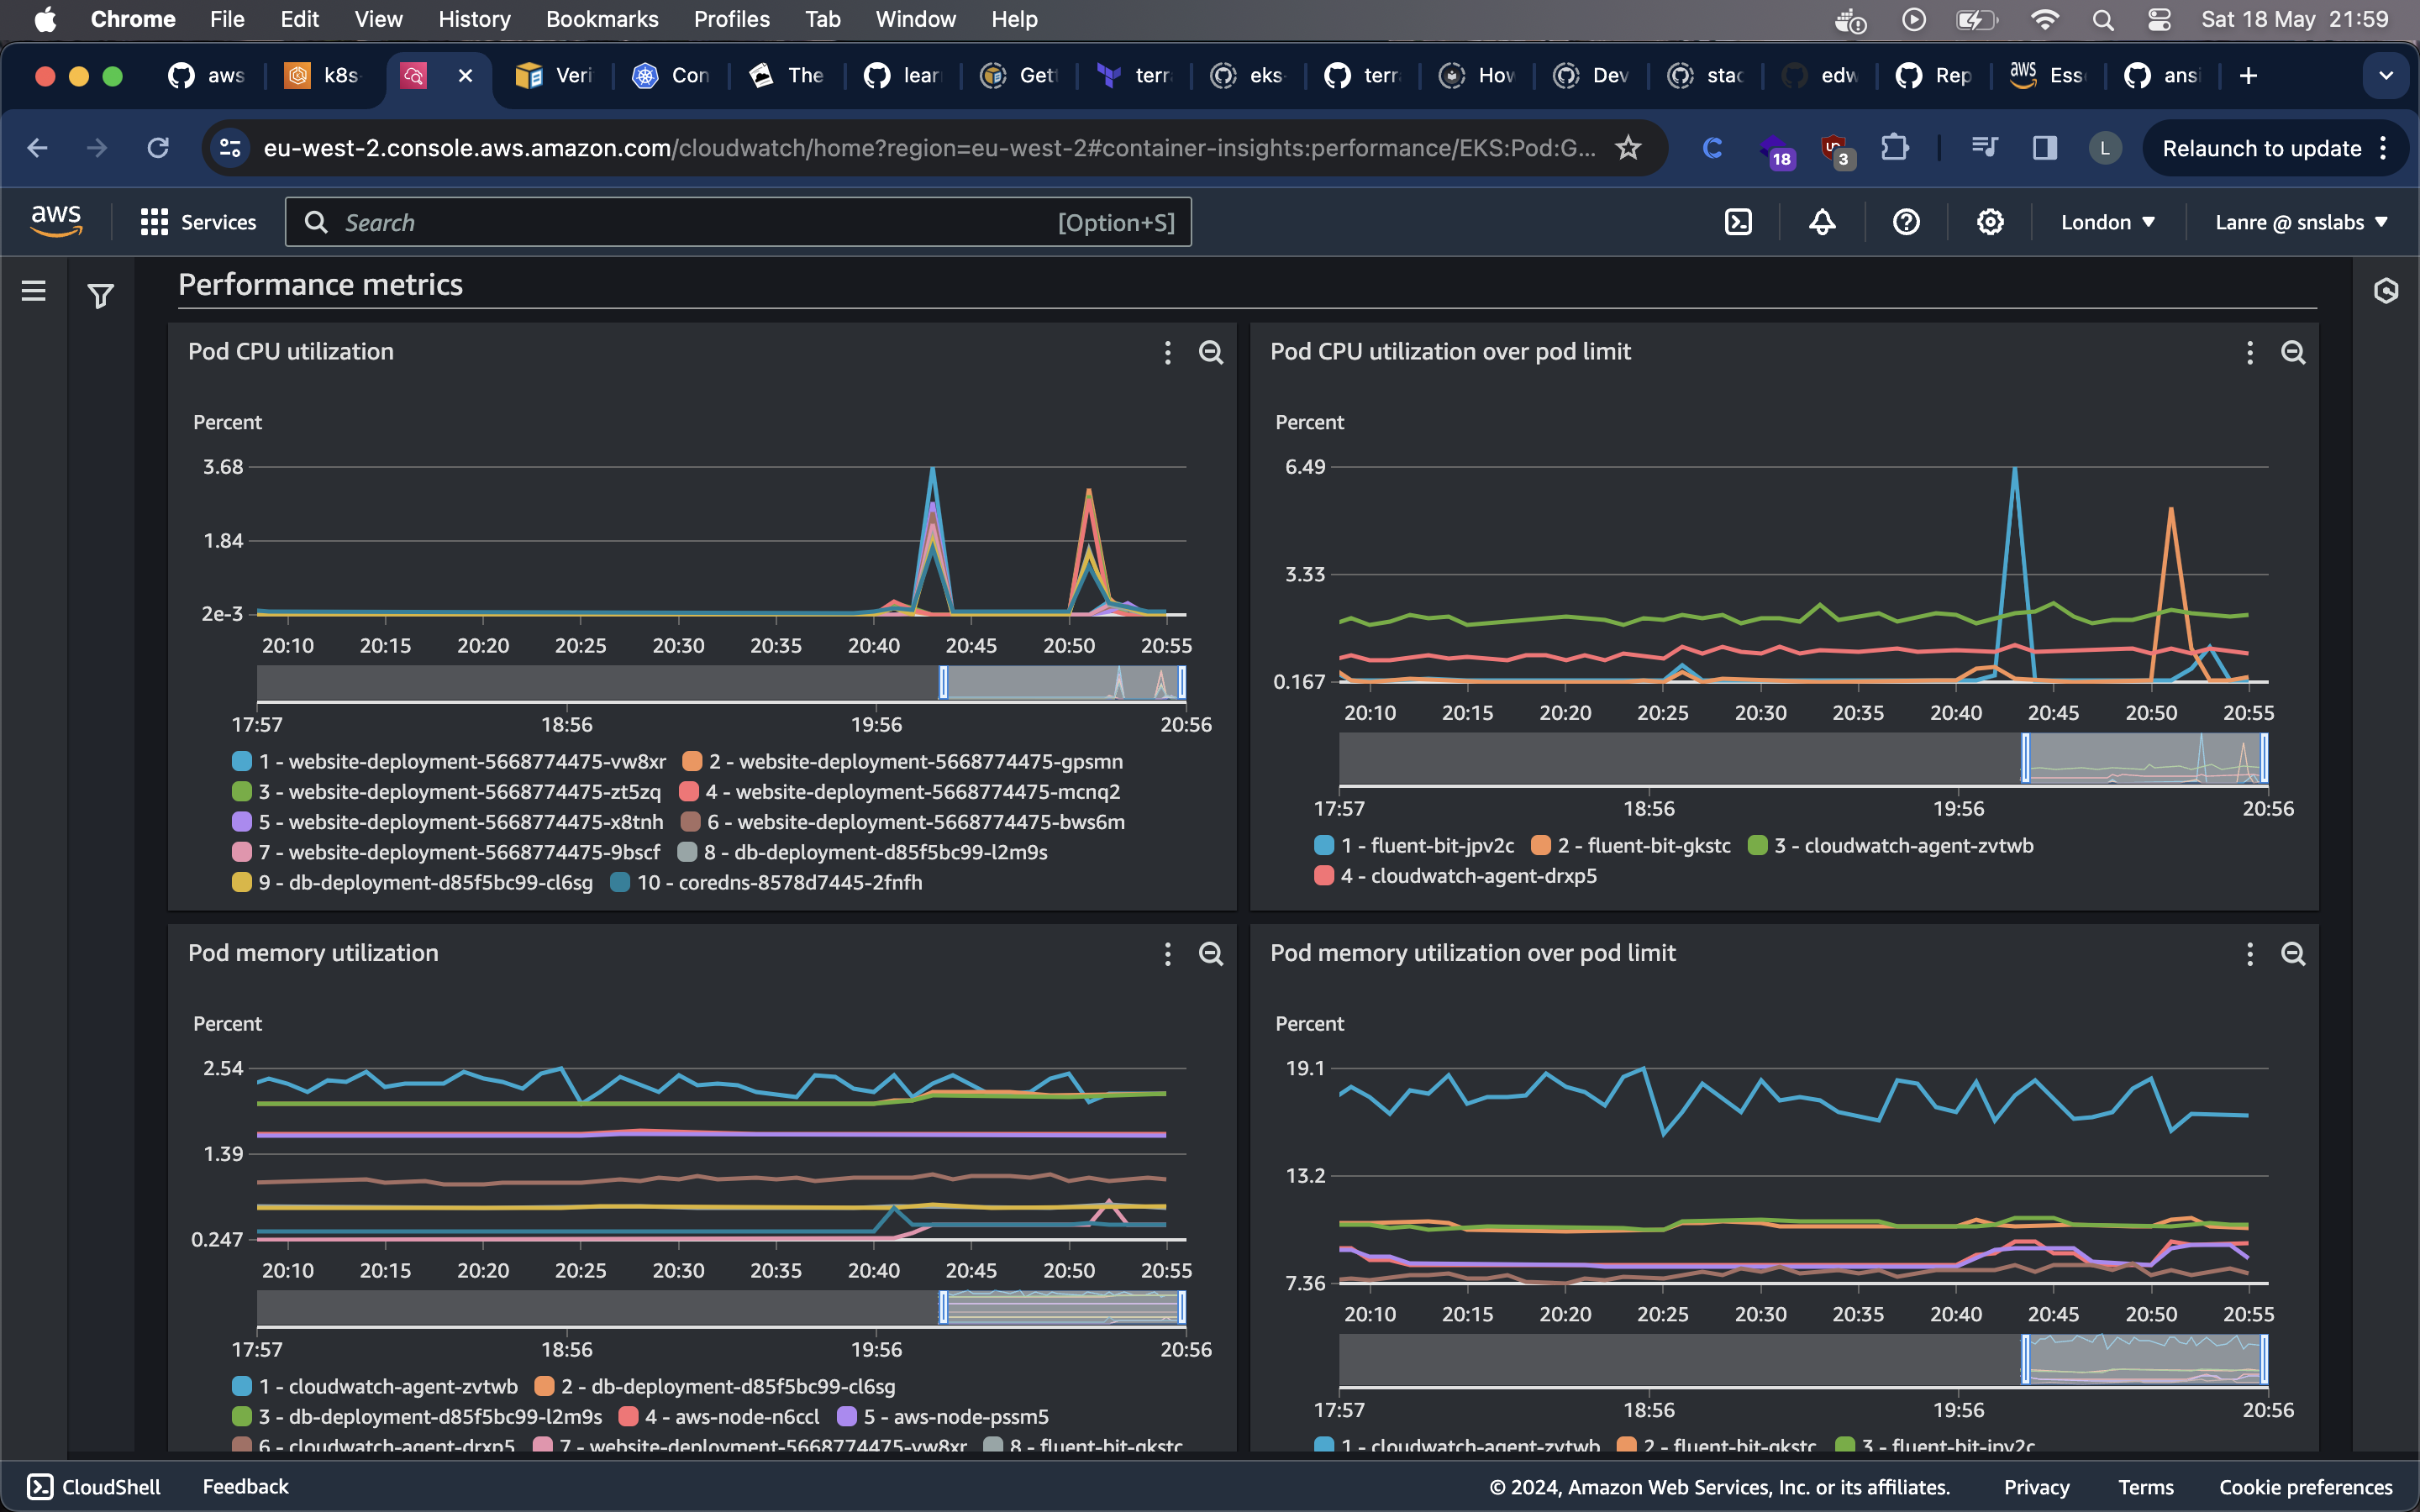 Chrome File Edit View History Bookmarks Profiles Tab Window Help Sat 18 May 21:59
aws k8s Veri Con The lear Get terr eks terr How Dev stac edw Rep aws Ess ansi
eu-west-2.console.aws.amazon.com/cloudwatch/home?region=eu-west-2#container-insights:performance/EKS:Pod:G... 18 3 L Relaunch to update
aws Services Search [Option+S] London Lanre @ snslabs
Performance metrics
Pod CPU utilization
Percent
3.68
1.84
2e-3
20:10 20:15 20:20 20:25 20:30 20:35 20:40 20:45 20:50 20:55
17:57 18:56 19:56 20:56
1 - website-deployment-5668774475-vw8xr 2 - website-deployment-5668774475-gpsmn
3 - website-deployment-5668774475-zt5zq 4 - website-deployment-5668774475-mcnq2
5 - website-deployment-5668774475-x8tnh 6 - website-deployment-5668774475-bws6m
7 - website-deployment-5668774475-9bscf 8 - db-deployment-d85f5bc99-l2m9s
9 - db-deployment-d85f5bc99-cl6sg 10 - coredns-8578d7445-2fnfh
Pod CPU utilization over pod limit
Percent
6.49
3.33
0.167
20:10 20:15 20:20 20:25 20:30 20:35 20:40 20:45 20:50 20:55
17:57 18:56 19:56 20:56
1 - fluent-bit-jpv2c 2 - fluent-bit-gkstc 3 - cloudwatch-agent-zvtwb
4 - cloudwatch-agent-drxp5
Pod memory utilization
Percent
2.54
1.39
0.247
20:10 20:15 20:20 20:25 20:30 20:35 20:40 20:45 20:50 20:55
17:57 18:56 19:56 20:56
1 - cloudwatch-agent-zvtwb 2 - db-deployment-d85f5bc99-cl6sg
3 - db-deployment-d85f5bc99-l2m9s 4 - aws-node-n6ccl 5 - aws-node-pssm5
6 - cloudwatch-agent-drxp5 7 - website-deployment-5668774475-vw8xr 8 - fluent-bit-gkstc
Pod memory utilization over pod limit
Percent
19.1
13.2
7.36
20:10 20:15 20:20 20:25 20:30 20:35 20:40 20:45 20:50 20:55
17:57 18:56 19:56 20:56
1 - cloudwatch-agent-zvtwb 2 - fluent-bit-gkstc 3 - fluent-bit-jpv2c
CloudShell Feedback © 2024, Amazon Web Services, Inc. or its affiliates. Privacy Terms Cookie preferences